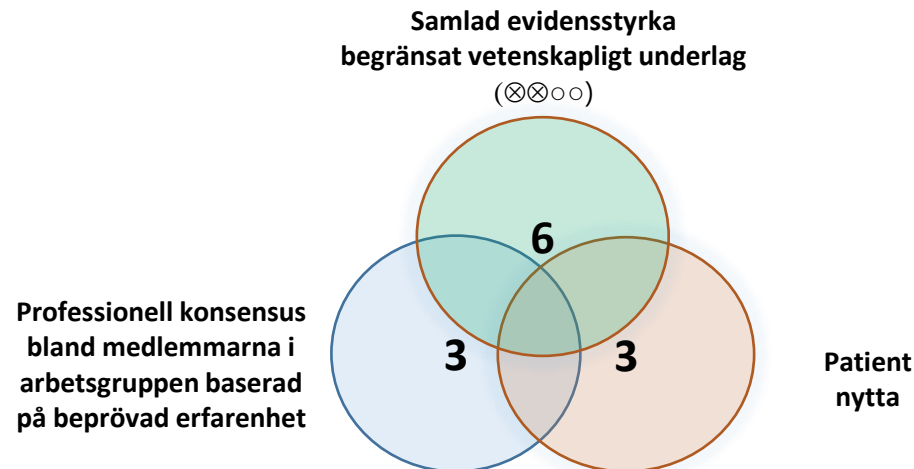 Samlad evidensstyrka
begränsat vetenskapligt underlag
(⊗⊗○○)
6
Professionell konsensus
bland medlemmarna i
arbetsgruppen baserad
på beprövad erfarenhet
3
3
Patient
nytta